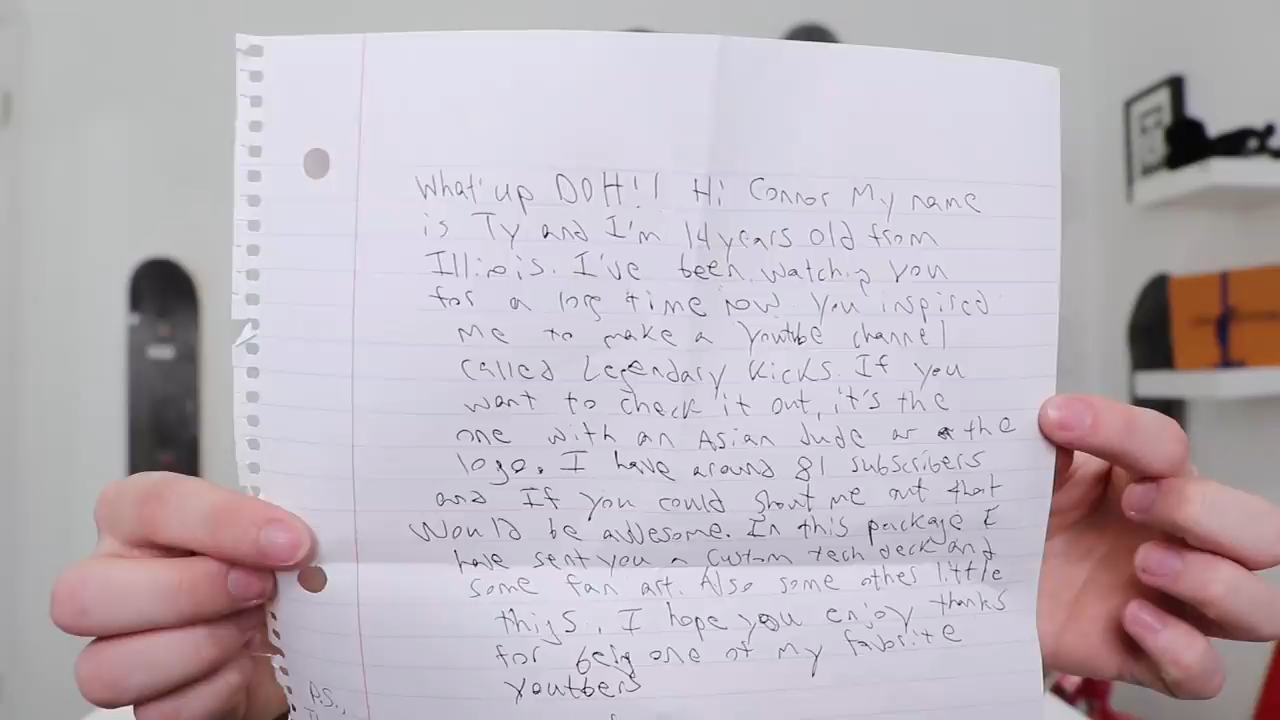 What' up DOH!! Hi Connor My name
is Ty and I'm 14 years old from
Illinois. I've been watching you
for a long time now you inspired
me to make a Youtube channel
called Legendary Kicks. If you
want to check it out, it's the
one with an Asian dude as the
logo. I have around 81 subscribers
and If you could shout me out that
would be awesome. In this package I
have sent you a custom tech deck and
some fan art. Also some other little
things. I hope you enjoy thanks
for being one of my favorite
youtubers
P.S.,